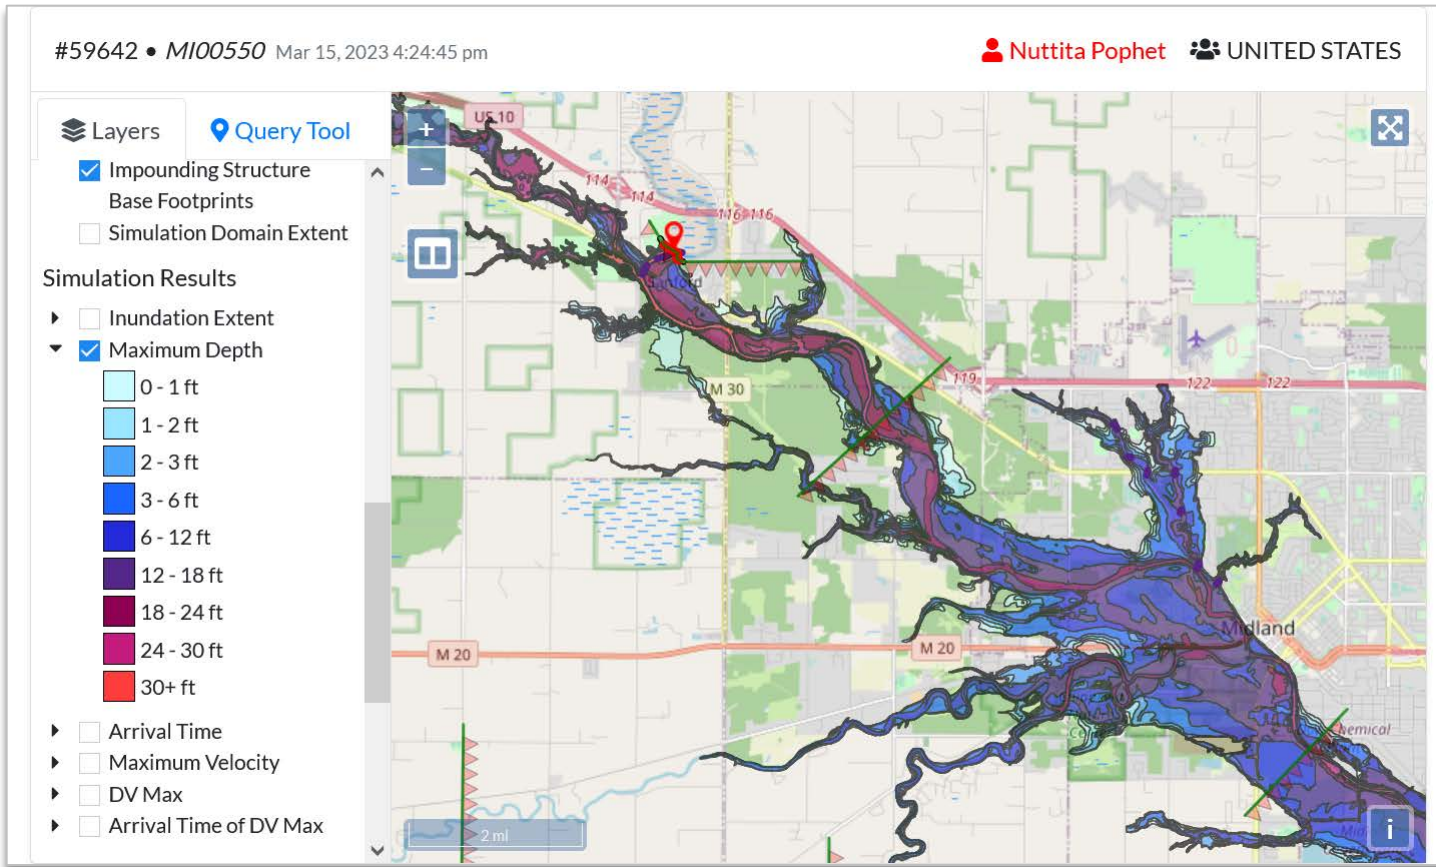 #59642 • MI00550 Mar 15, 2023 4:24:45 pm
Nuttita Pophet UNITED STATES
Layers
Query Tool
Impounding Structure
Base Footprints
Simulation Domain Extent
Simulation Results
Inundation Extent
Maximum Depth
0 - 1 ft
1 - 2 ft
2 - 3 ft
3 - 6 ft
6 - 12 ft
12 - 18 ft
18 - 24 ft
24 - 30 ft
30+ ft
Arrival Time
Maximum Velocity
DV Max
Arrival Time of DV Max
+
−
US 10
114
114
116 116
M 30
119
122
122
Midland
M 20
M 20
2 mi
i